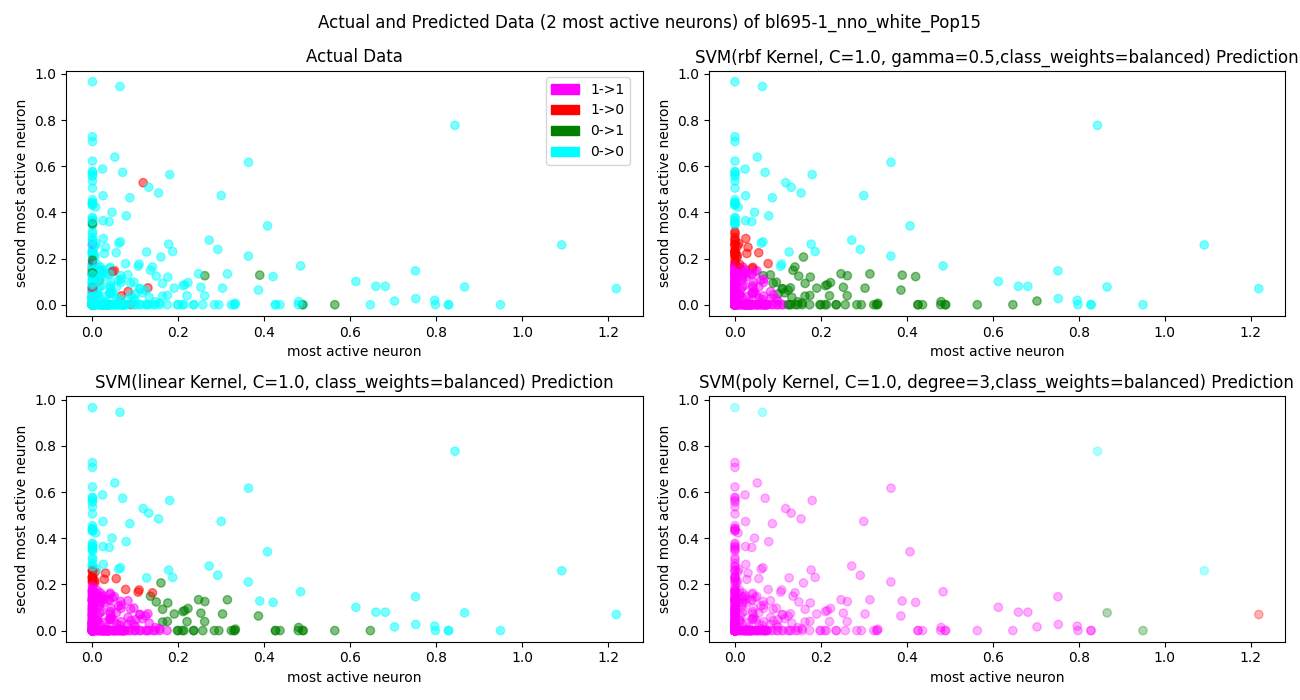 Actual and Predicted Data (2 most active neurons) of bl695-1_nno_white_Pop15
Actual Data
1.0
0.8
0.6
0.4
0.2
0.0
second most active neuron
0.0 0.2 0.4 0.6 0.8 1.0 1.2
most active neuron
1->1
1->0
0->1
0->0
SVM(rbf Kernel, C=1.0, gamma=0.5,class_weights=balanced) Prediction
1.0
0.8
0.6
0.4
0.2
0.0
second most active neuron
0.0 0.2 0.4 0.6 0.8 1.0 1.2
most active neuron
SVM(linear Kernel, C=1.0, class_weights=balanced) Prediction
1.0
0.8
0.6
0.4
0.2
0.0
second most active neuron
0.0 0.2 0.4 0.6 0.8 1.0 1.2
most active neuron
SVM(poly Kernel, C=1.0, degree=3,class_weights=balanced) Prediction
1.0
0.8
0.6
0.4
0.2
0.0
second most active neuron
0.0 0.2 0.4 0.6 0.8 1.0 1.2
most active neuron